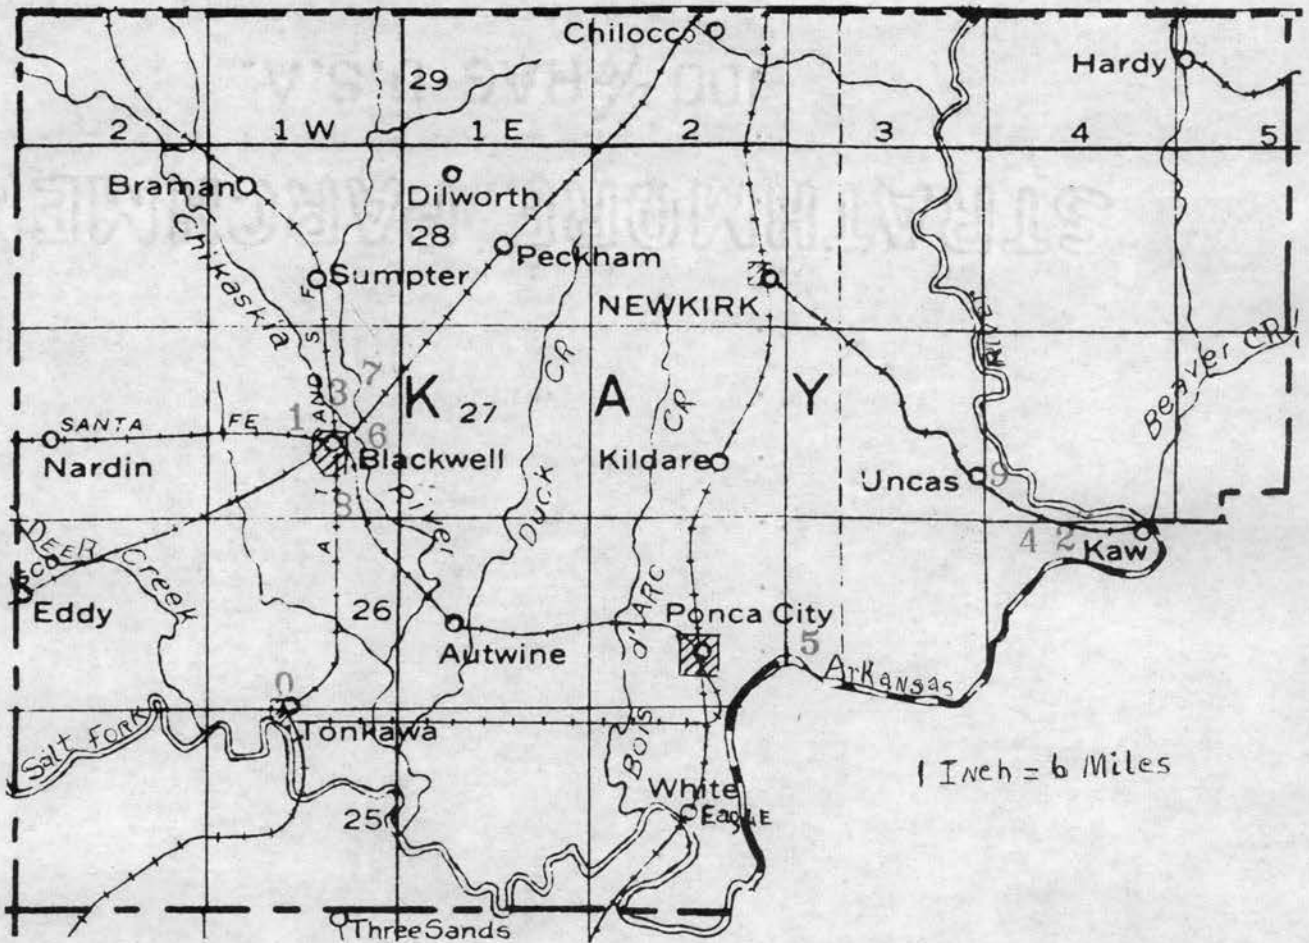 Chilocco
Hardy
29
2
1 W
1 E
2
3
4
5
Braman
Dilworth
28
Chikaskia
Sumpter
Peckham
NEWKIRK
RIVER
Beaver CR
S F
AND
3
7
K
27
A
Y
CR
CR
1
SANTA FE
6
Nardin
Blackwell
Kildare
Uncas
9
I
8
River
Duck
A
DEER Creek
4
2
Kaw
Eddy
26
d'ARC
Ponca City
Autwine
5
Arkansas
0
Tonkawa
Salt Fork
Bois
1 Inch = 6 Miles
White
Eagle
25
Three Sands